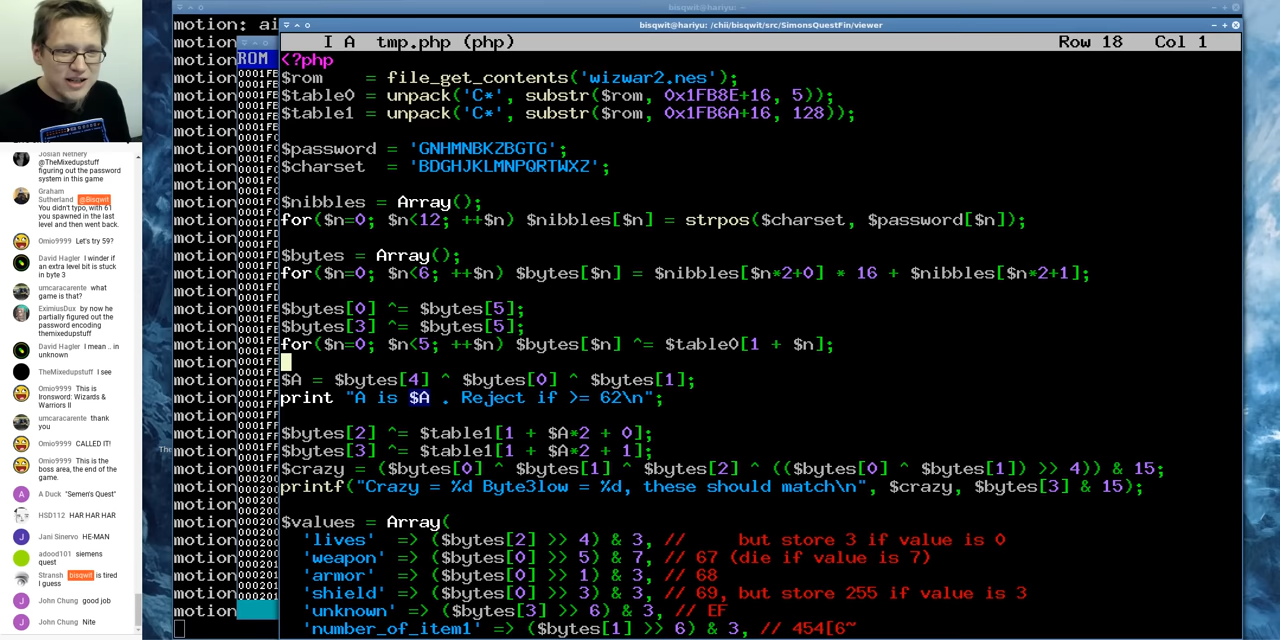 bisqwit@hariyu: ~
bisqwit@hariyu: /chii/bisqwit/src/SimonsQuestFin/viewer
motion: ai
I A tmp.php (php) Row 18 Col 1
ROM
<?php
$rom    = file_get_contents('wizwar2.nes');
$table0 = unpack('C*', substr($rom, 0x1FB8E+16, 5));
$table1 = unpack('C*', substr($rom, 0x1FB6A+16, 128));
$password = 'GNHMNBKZBGTG';
$charset  = 'BDGHJKLMNPQRTWXZ';
$nibbles = Array();
for($n=0; $n<12; ++$n) $nibbles[$n] = strpos($charset, $password[$n]);
$bytes = Array();
for($n=0; $n<6; ++$n) $bytes[$n] = $nibbles[$n*2+0] * 16 + $nibbles[$n*2+1];
$bytes[0] ^= $bytes[5];
$bytes[3] ^= $bytes[5];
for($n=0; $n<5; ++$n) $bytes[$n] ^= $table0[1 + $n];
$A = $bytes[4] ^ $bytes[0] ^ $bytes[1];
print "A is $A . Reject if >= 62\n";
$bytes[2] ^= $table1[1 + $A*2 + 0];
$bytes[3] ^= $table1[1 + $A*2 + 1];
$crazy = ($bytes[0] ^ $bytes[1] ^ $bytes[2] ^ (($bytes[0] ^ $bytes[1]) >> 4)) & 15;
printf("Crazy = %d Byte3low = %d, these should match\n", $crazy, $bytes[3] & 15);
$values = Array(
'lives'  => ($bytes[2] >> 4) & 3, //     but store 3 if value is 0
'weapon' => ($bytes[0] >> 5) & 7, // 67 (die if value is 7)
'armor'  => ($bytes[0] >> 1) & 3, // 68
'shield' => ($bytes[0] >> 3) & 3, // 69, but store 255 if value is 3
'unknown' => ($bytes[3] >> 6) & 3, // EF
'number_of_item1' => ($bytes[1] >> 6) & 3, // 454[6~
Josian Nethery
@TheMixedupstuff
figuring out the password
system in this game
Graham
Sutherland @Bisqwit
You didn't typo, with 61
you spawned in the last
level and then went back.
Omio9999 Let's try 59?
David Hagler I winder if
an extra level bit is stuck
in byte 3
umcaracarente what
game is that?
EximiusDux by now he
partially figured out the
password encoding
themixedupstuff
David Hagler I mean .. in
unknown
TheMixedupstuff I see
Omio9999 This is
Ironsword: Wizards &
Warriors II
umcaracarente thank
you
Omio9999 CALLED IT!
Omio9999 This is the
boss area, the end of the
game.
A Duck "Semen's Quest"
HSD112 HAR HAR HAR
Jani Sinervo HE-MAN
adood101 siemens
quest
Stransh bisqwit is tired
I guess
John Chung good job
John Chung Nite